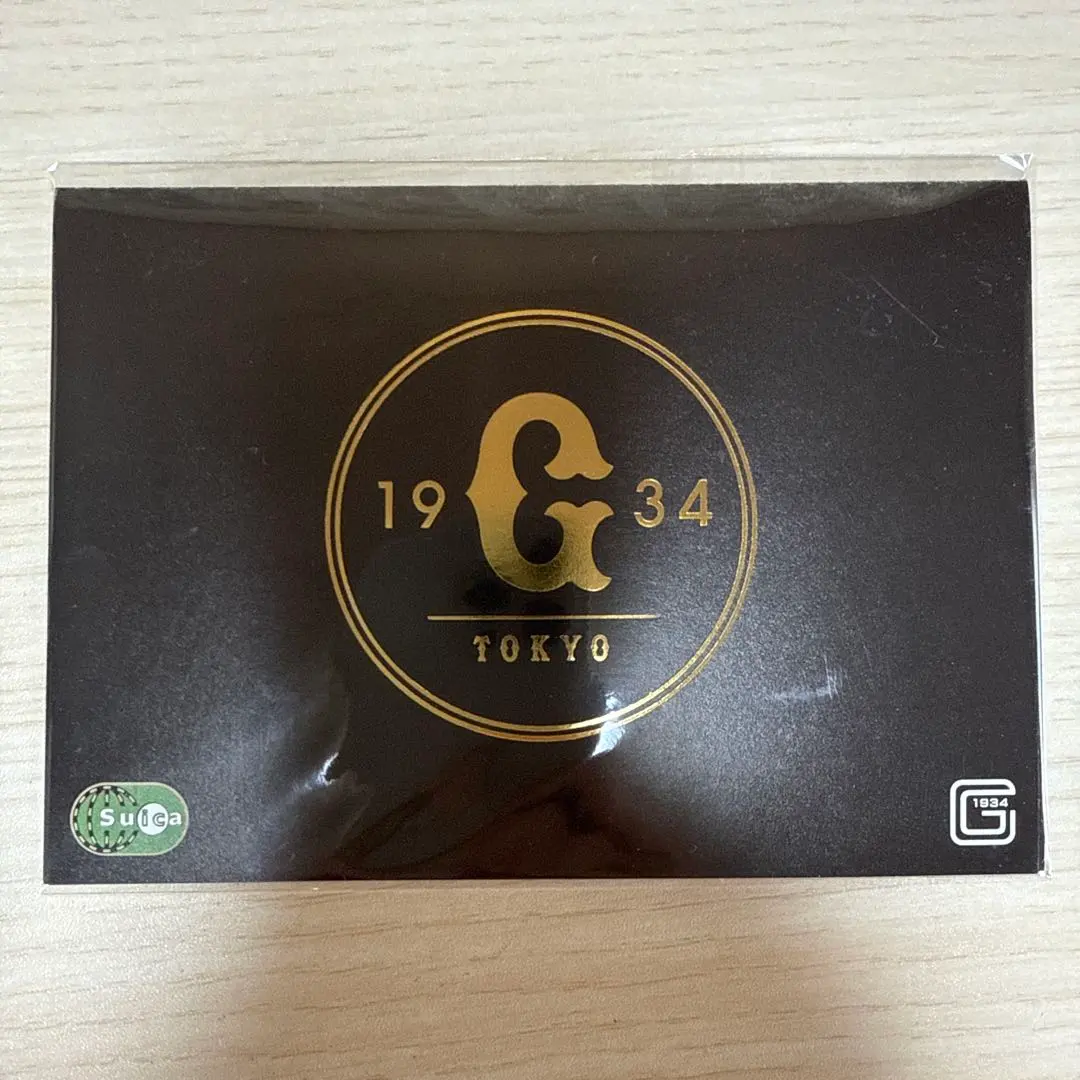 19 G 34
TOKYO
Suica
G 1934